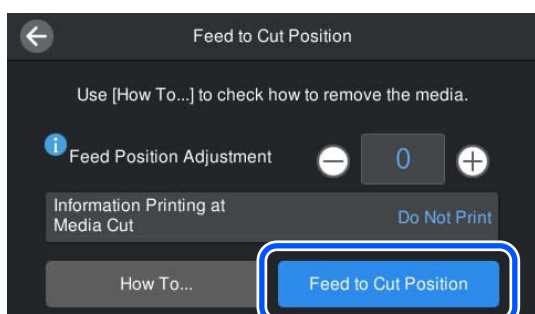 Feed to Cut Position
Use [How To...] to check how to remove the media.
Feed Position Adjustment
0
Information Printing at
Media Cut
Do Not Print
How To...
Feed to Cut Position